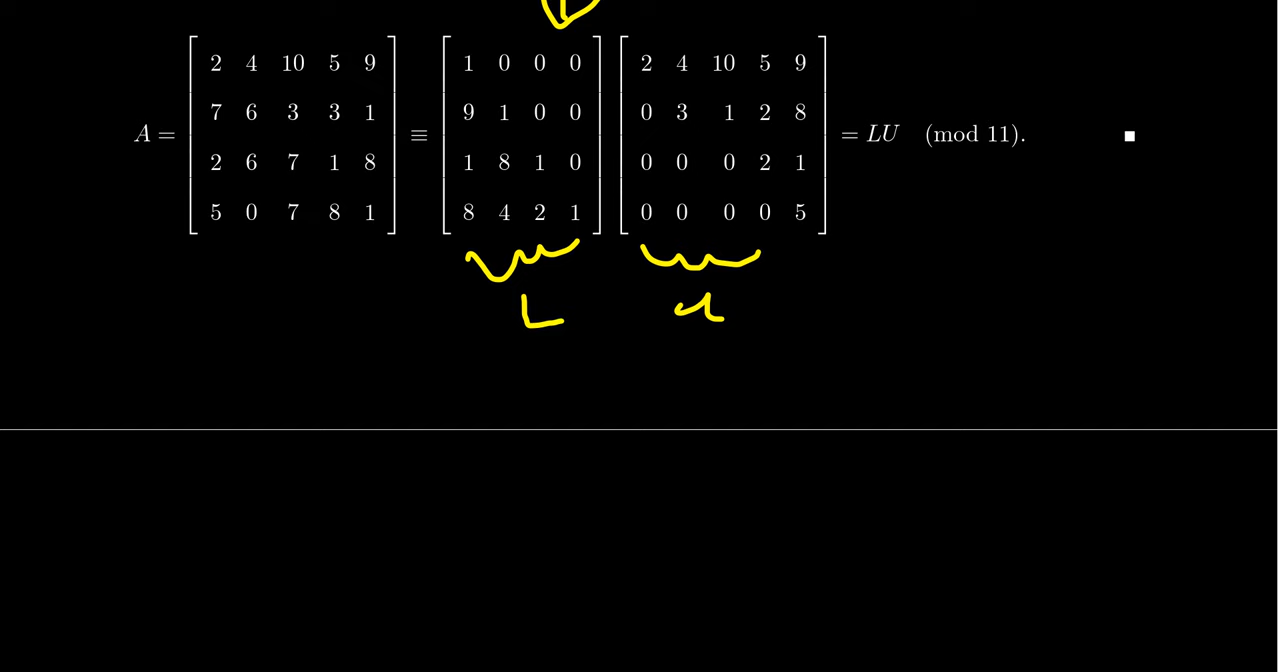 A = [ 2 4 10 5 9 ; 7 6 3 3 1 ; 2 6 7 1 8 ; 5 0 7 8 1 ] ≡ [ 1 0 0 0 ; 9 1 0 0 ; 1 8 1 0 ; 8 4 2 1 ] [ 2 4 10 5 9 ; 0 3 1 2 8 ; 0 0 0 2 1 ; 0 0 0 0 5 ] = LU (mod 11). ■
L u